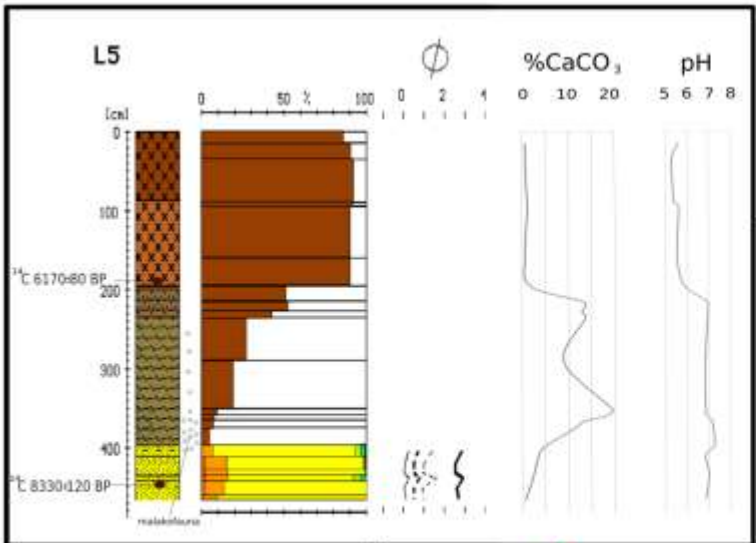 L5
ϕ
%CaCO₃
pH
0 50 % 100
0 2 4
0 10 20
5 6 7 8
[cm]
0
100
¹⁴C 6170±80 BP
200
300
400
¹⁴C 8330±120 BP
malakofauna